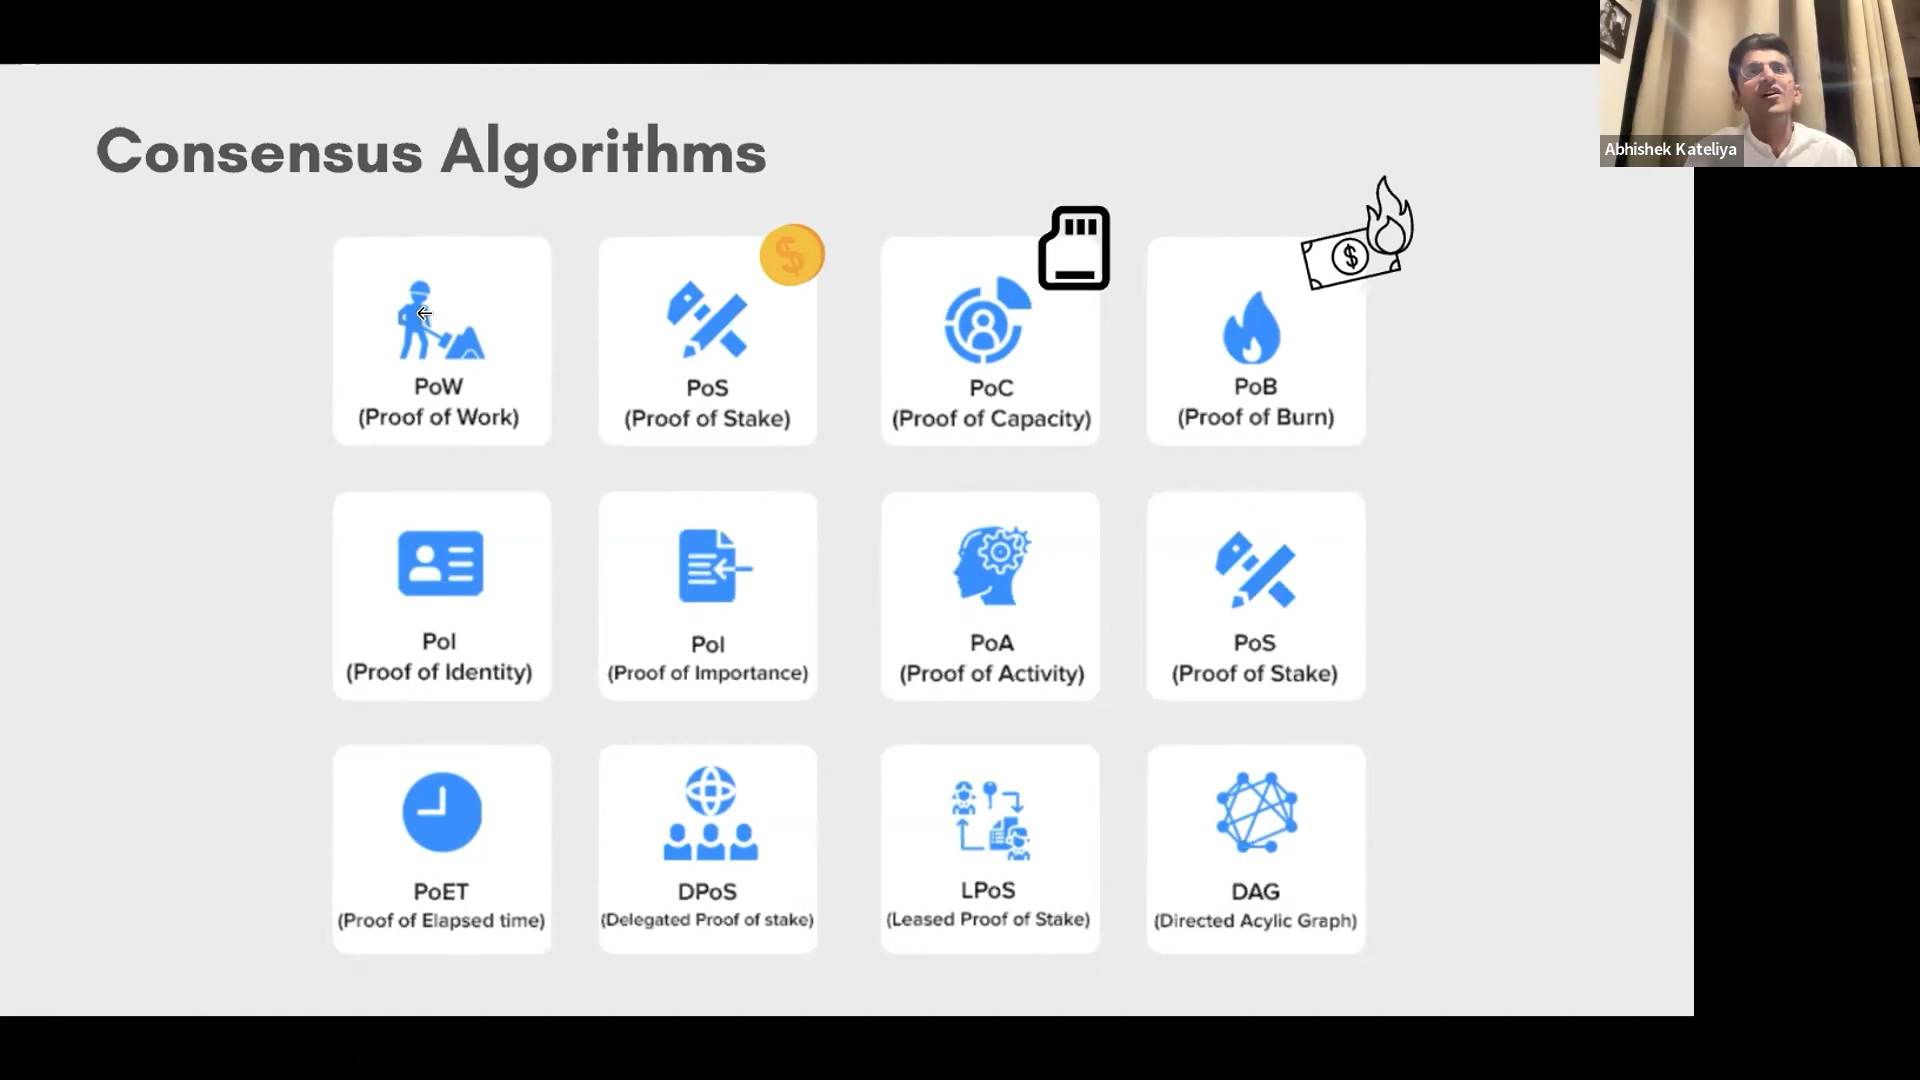 Consensus Algorithms
Abhishek Kateliya
PoW
(Proof of Work)
PoS
(Proof of Stake)
PoC
(Proof of Capacity)
PoB
(Proof of Burn)
PoI
(Proof of Identity)
PoI
(Proof of Importance)
PoA
(Proof of Activity)
PoS
(Proof of Stake)
PoET
(Proof of Elapsed time)
DPoS
(Delegated Proof of stake)
LPoS
(Leased Proof of Stake)
DAG
(Directed Acylic Graph)